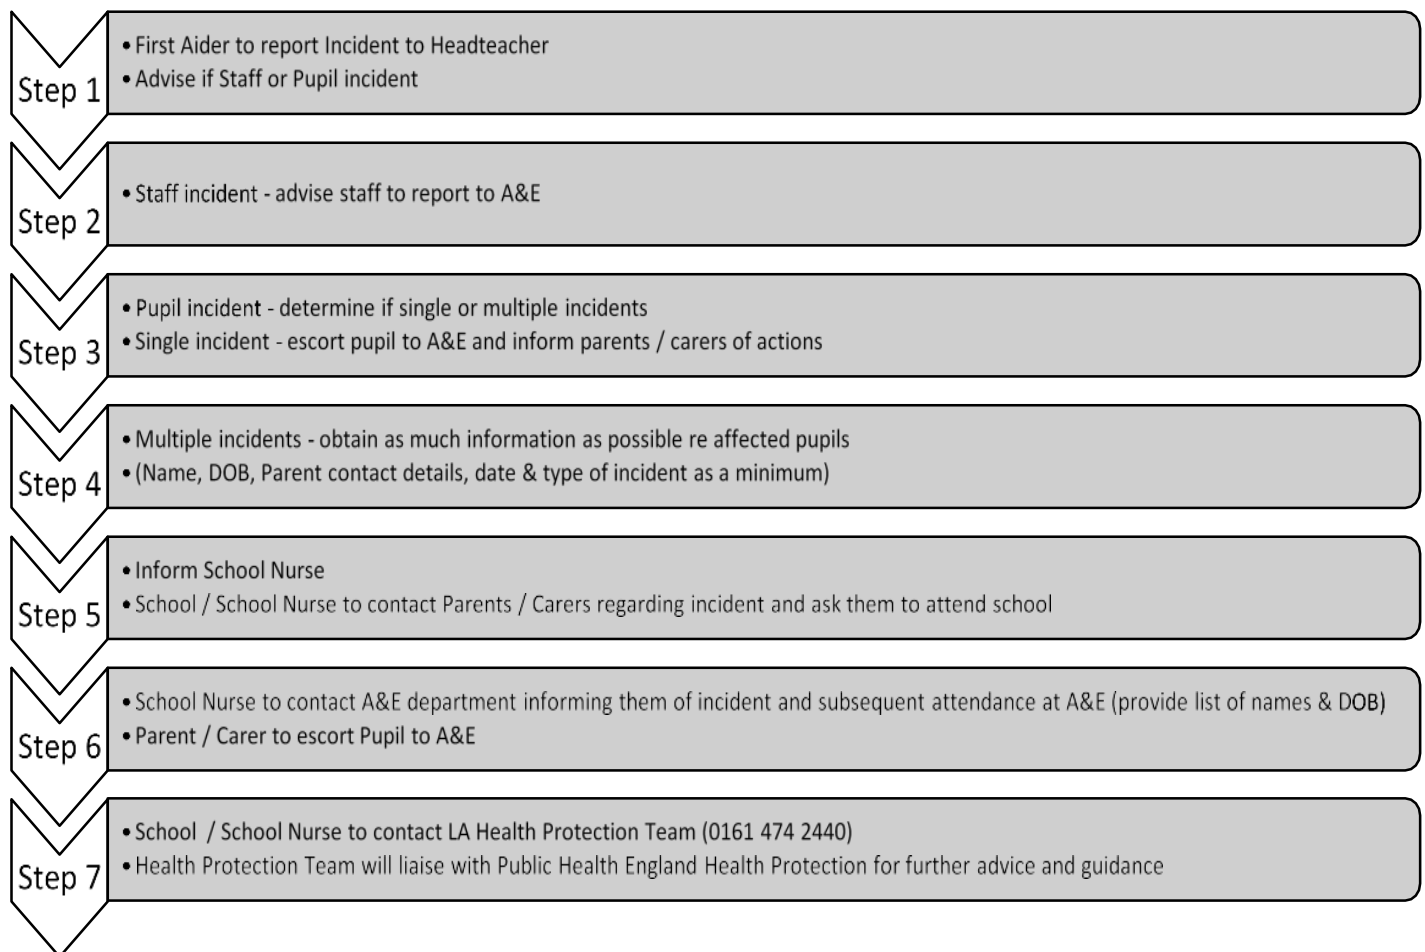 Step 1
• First Aider to report Incident to Headteacher
• Advise if Staff or Pupil incident
Step 2
• Staff incident - advise staff to report to A&E
Step 3
• Pupil incident - determine if single or multiple incidents
• Single incident - escort pupil to A&E and inform parents / carers of actions
Step 4
• Multiple incidents - obtain as much information as possible re affected pupils
• (Name, DOB, Parent contact details, date & type of incident as a minimum)
Step 5
• Inform School Nurse
• School / School Nurse to contact Parents / Carers regarding incident and ask them to attend school
Step 6
• School Nurse to contact A&E department informing them of incident and subsequent attendance at A&E (provide list of names & DOB)
• Parent / Carer to escort Pupil to A&E
Step 7
• School / School Nurse to contact LA Health Protection Team (0161 474 2440)
• Health Protection Team will liaise with Public Health England Health Protection for further advice and guidance